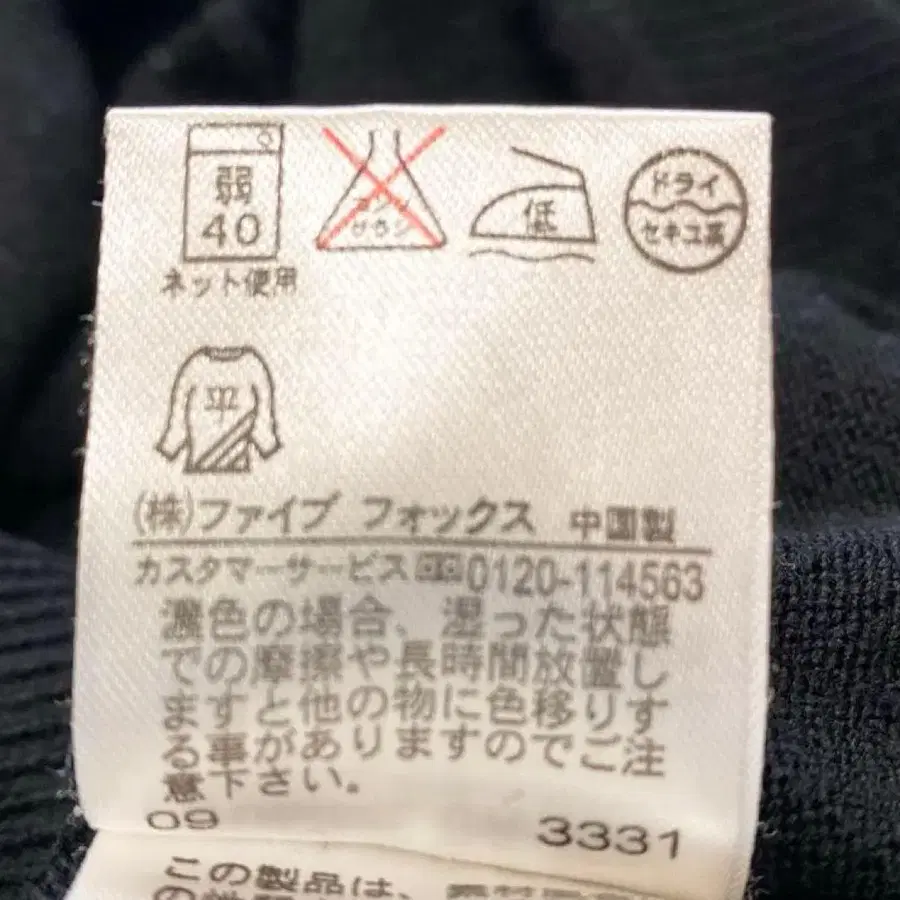 弱
40
ネット使用
エンソ
サラシ
低
ドライ
セキユ系
平
(株)ファイブ フォックス 中国製
カスタマーサービス 0120-114563
濃色の場合、湿った状態
での摩擦や長時間放置し
ますと他の物に色移りす
る事がありますのでご注
意下さい。
09 3331
この製品は、